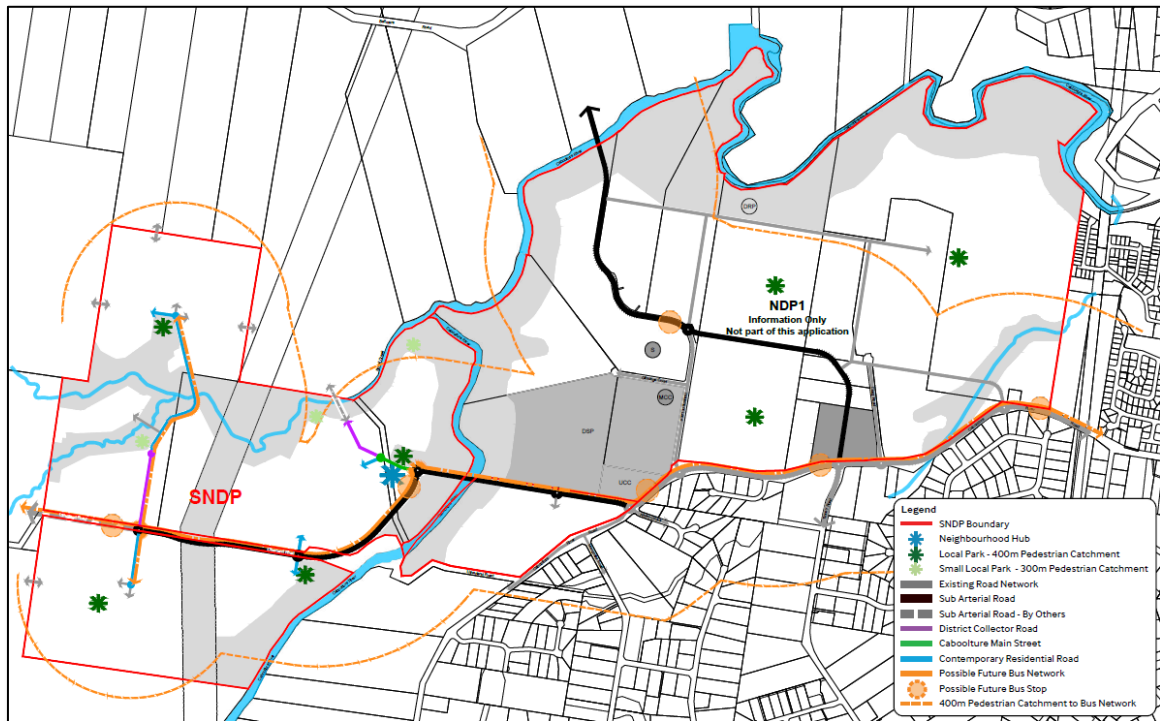 GRP
NDP1
Information Only
Not part of this application
S
MCC
DSP
UCC
SNDP
Legend
SNDP Boundary
Neighbourhood Hub
Local Park - 400m Pedestrian Catchment
Small Local Park - 300m Pedestrian Catchment
Existing Road Network
Sub Arterial Road
Sub Arterial Road - By Others
District Collector Road
Caboolture Main Street
Contemporary Residential Road
Possible Future Bus Network
Possible Future Bus Stop
400m Pedestrian Catchment to Bus Network